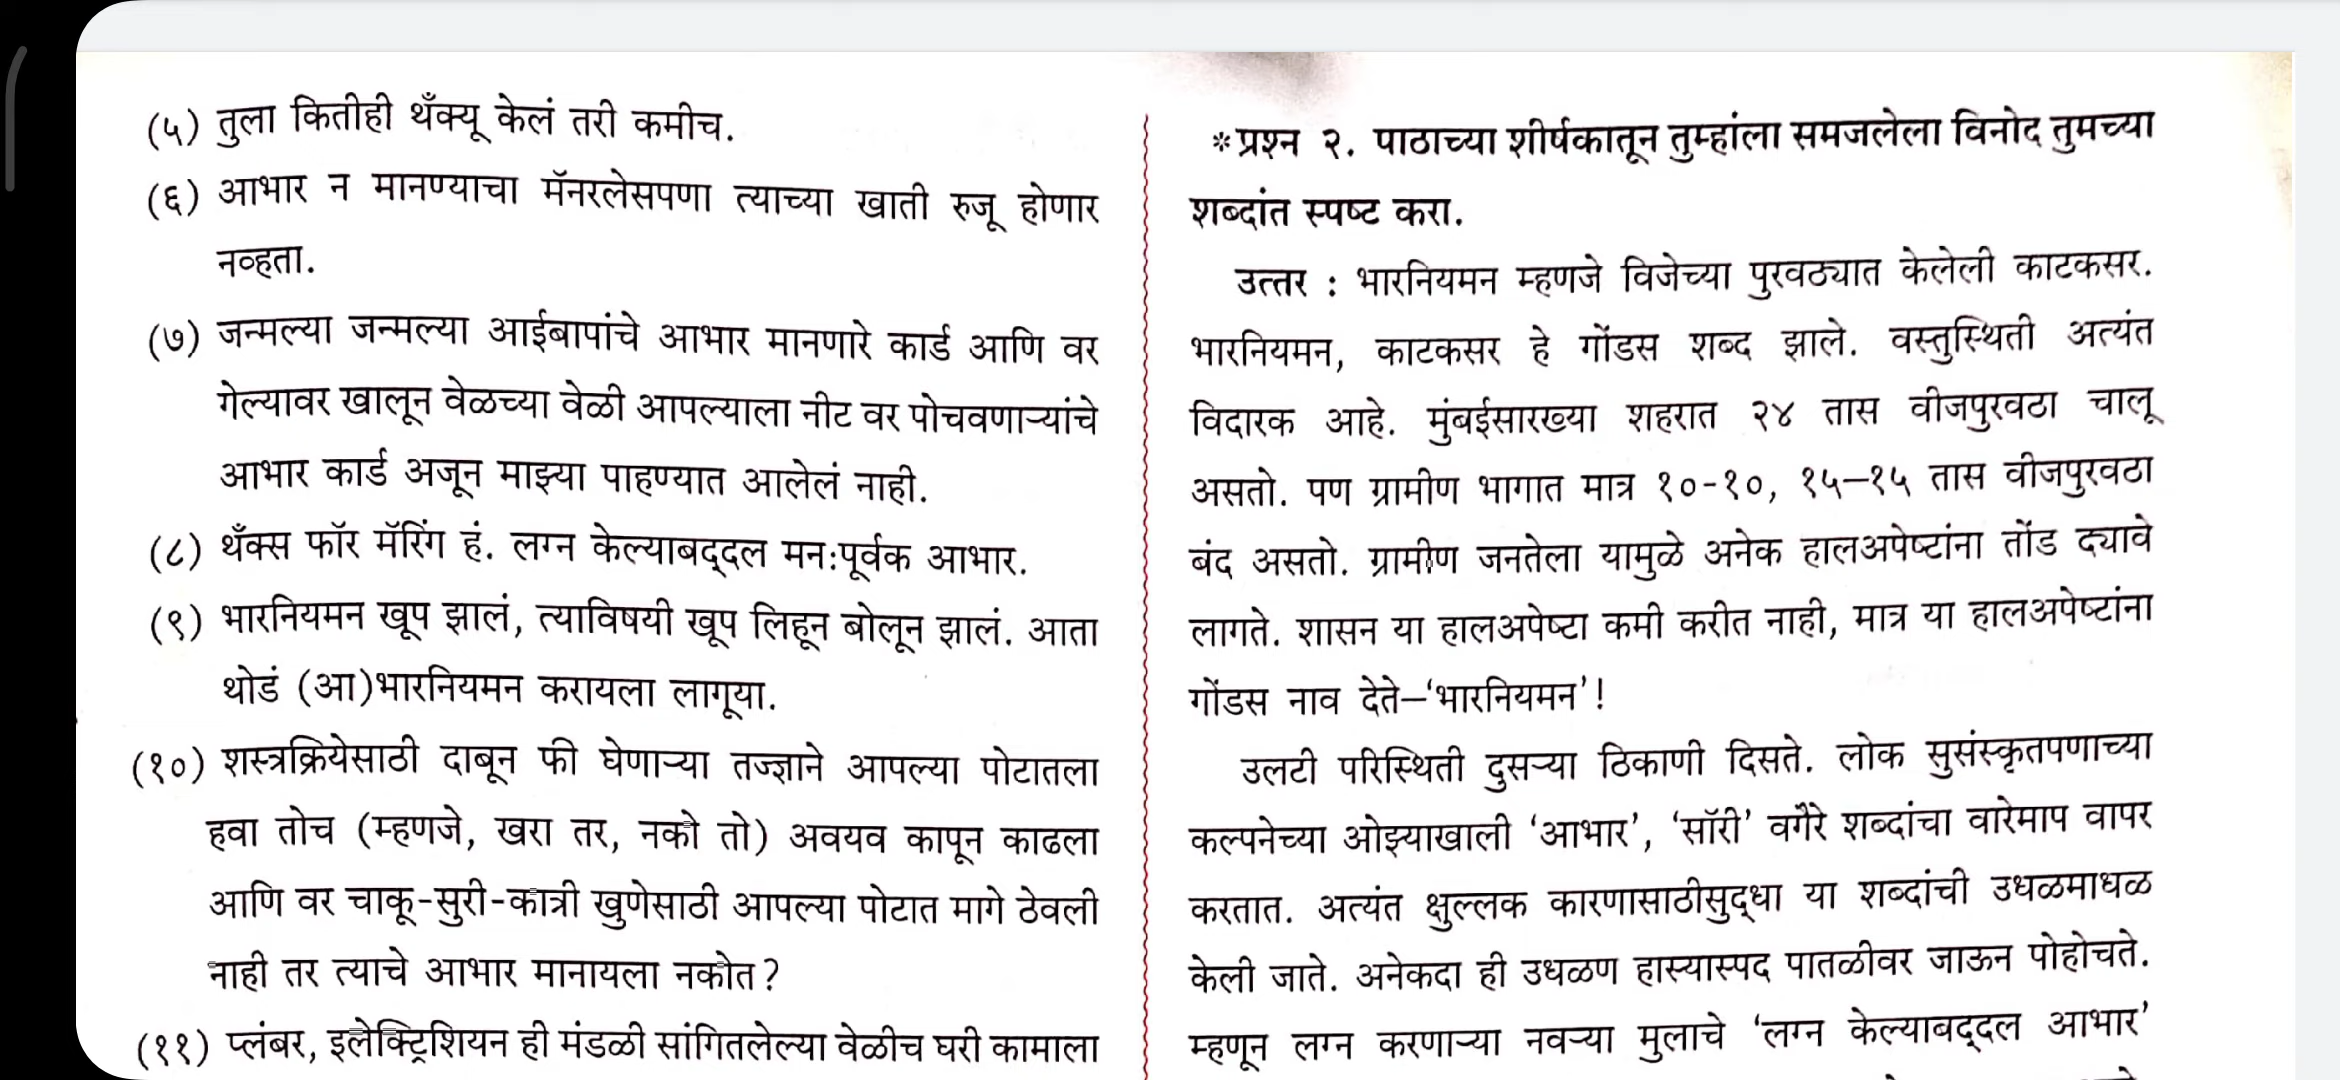 (५) तुला कितीही थँक्यू केलं तरी कमीच.
(६) आभार न मानण्याचा मॅनरलेसपणा त्याच्या खाती रुजू होणार
नव्हता.
(७) जन्मल्या जन्मल्या आईबापांचे आभार मानणारे कार्ड आणि वर
गेल्यावर खालून वेळच्या वेळी आपल्याला नीट वर पोचवणाऱ्यांचे
आभार कार्ड अजून माझ्या पाहण्यात आलेलं नाही.
(८) थँक्स फॉर मॅरिंग हं. लग्न केल्याबद्दल मनःपूर्वक आभार.
(९) भारनियमन खूप झालं, त्याविषयी खूप लिहून बोलून झालं. आता
थोडं (आ)भारनियमन करायला लागूया.
(१०) शस्त्रक्रियेसाठी दाबून फी घेणाऱ्या तज्ज्ञाने आपल्या पोटातला
हवा तोच (म्हणजे, खरा तर, नको तो) अवयव कापून काढला
आणि वर चाकू-सुरी-कात्री खुणेसाठी आपल्या पोटात मागे ठेवली
नाही तर त्याचे आभार मानायला नकोत?
(११) प्लंबर, इलेक्ट्रिशियन ही मंडळी सांगितलेल्या वेळीच घरी कामाला
*प्रश्न २. पाठाच्या शीर्षकातून तुम्हांला समजलेला विनोद तुमच्या
शब्दांत स्पष्ट करा.
उत्तर : भारनियमन म्हणजे विजेच्या पुरवठ्यात केलेली काटकसर.
भारनियमन, काटकसर हे गोंडस शब्द झाले. वस्तुस्थिती अत्यंत
विदारक आहे. मुंबईसारख्या शहरात २४ तास वीजपुरवठा चालू
असतो. पण ग्रामीण भागात मात्र १०-१०, १५–१५ तास वीजपुरवठा
बंद असतो. ग्रामीण जनतेला यामुळे अनेक हालअपेष्टांना तोंड द्यावे
लागते. शासन या हालअपेष्टा कमी करीत नाही, मात्र या हालअपेष्टांना
गोंडस नाव देते–‘भारनियमन’!
उलटी परिस्थिती दुसऱ्या ठिकाणी दिसते. लोक सुसंस्कृतपणाच्या
कल्पनेच्या ओझ्याखाली ‘आभार’, ‘सॉरी’ वगैरे शब्दांचा वारेमाप वापर
करतात. अत्यंत क्षुल्लक कारणासाठीसुद्धा या शब्दांची उधळमाधळ
केली जाते. अनेकदा ही उधळण हास्यास्पद पातळीवर जाऊन पोहोचते.
म्हणून लग्न करणाऱ्या नवऱ्या मुलाचे ‘लग्न केल्याबद्दल आभार’